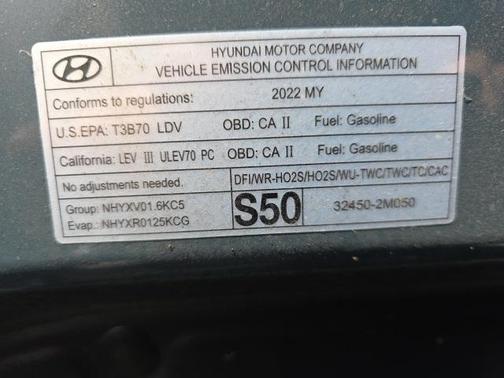 HYUNDAI MOTOR COMPANY
VEHICLE EMISSION CONTROL INFORMATION
Conforms to regulations: 2022 MY
U.S.EPA: T3B70 LDV OBD: CA II Fuel: Gasoline
California: LEV III ULEV70 PC OBD: CA II Fuel: Gasoline
No adjustments needed. DFI/WR-HO2S/HO2S/WU-TWC/TWC/TC/CAC
Group: NHYXV01.6KC5 S50 32450-2M050
Evap.: NHYXR0125KCG